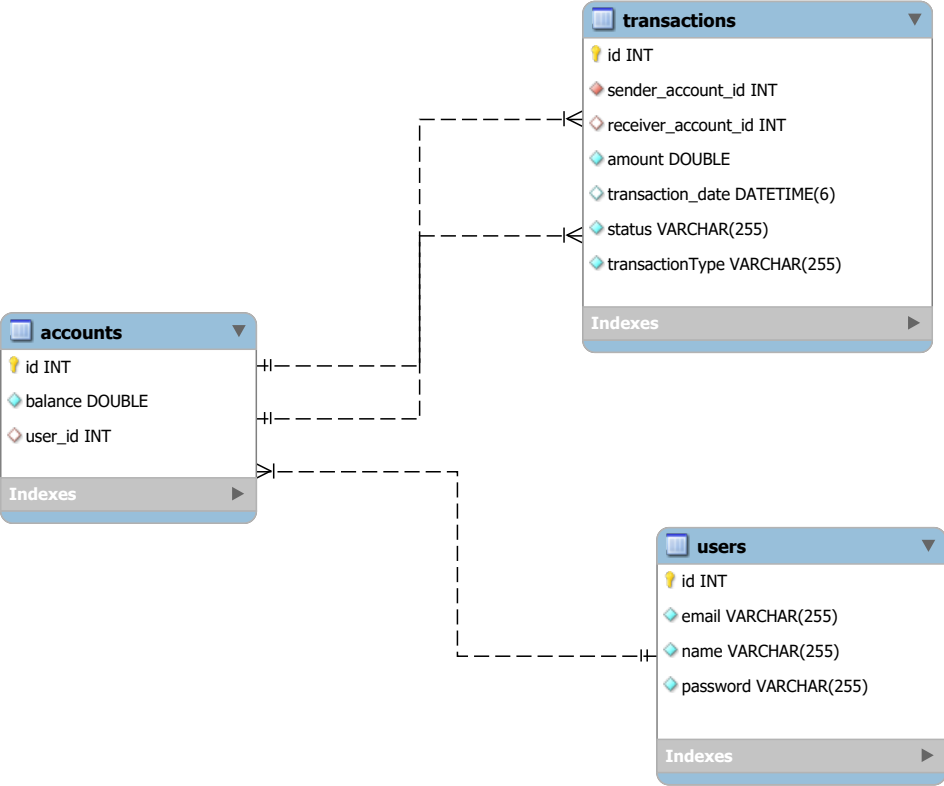 transactions
id INT
sender_account_id INT
receiver_account_id INT
amount DOUBLE
transaction_date DATETIME(6)
status VARCHAR(255)
transactionType VARCHAR(255)
Indexes
accounts
id INT
balance DOUBLE
user_id INT
Indexes
users
id INT
email VARCHAR(255)
name VARCHAR(255)
password VARCHAR(255)
Indexes